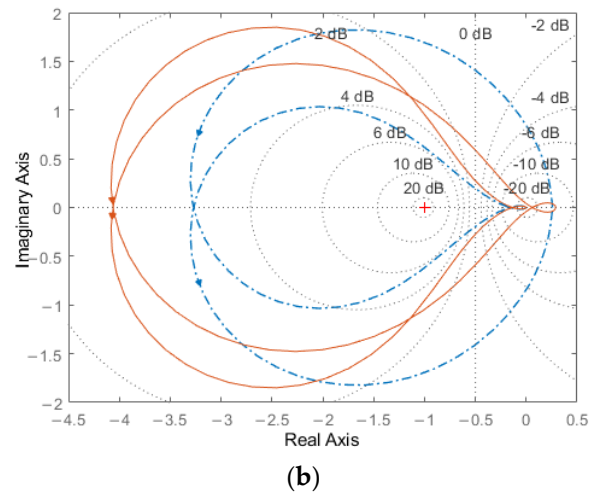 2
-2 dB
2 dB
0 dB
1.5
1
4 dB
-4 dB
6 dB
-6 dB
0.5
10 dB
-10 dB
20 dB
-20 dB
0
−0.5
−1
−1.5
−2
−4.5 −4 −3.5 −3 −2.5 −2 −1.5 −1 −0.5 0 0.5
Imaginary Axis
Real Axis
(b)